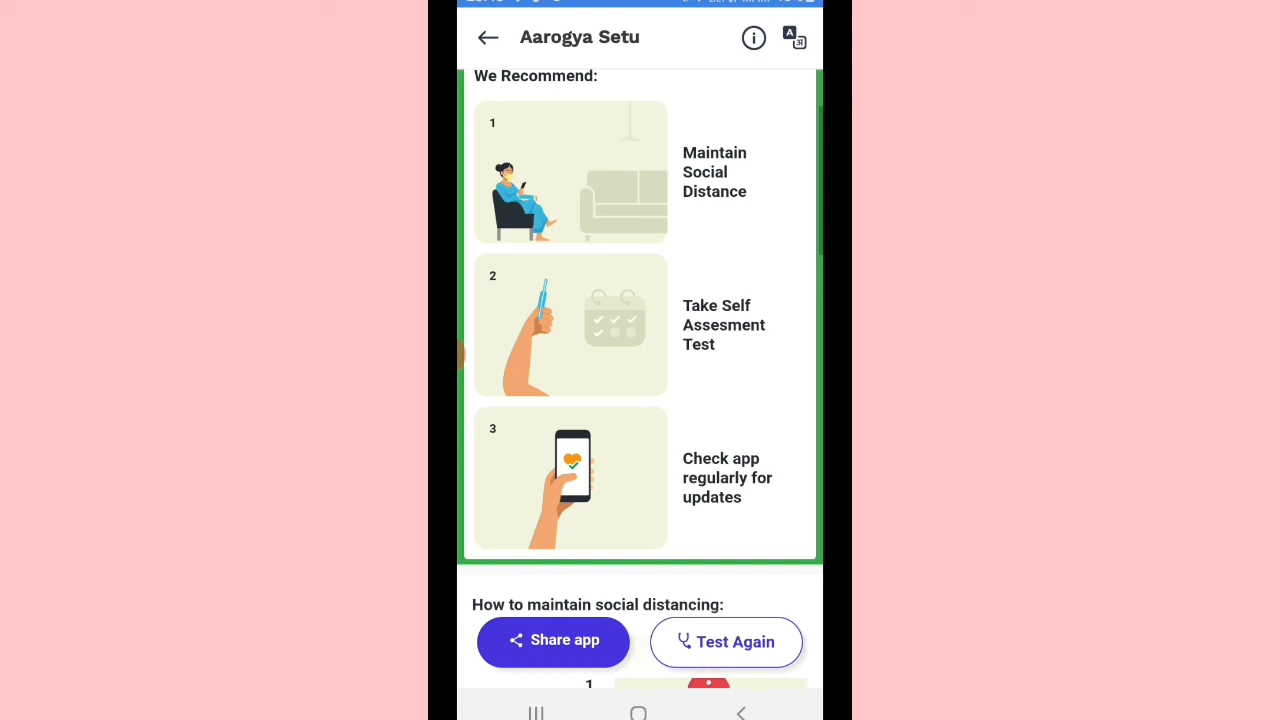 Aarogya Setu
A
अ
We Recommend:
1
Maintain
Social
Distance
2
Take Self
Assesment
Test
3
Check app
regularly for
updates
How to maintain social distancing:
Share app
Test Again
1